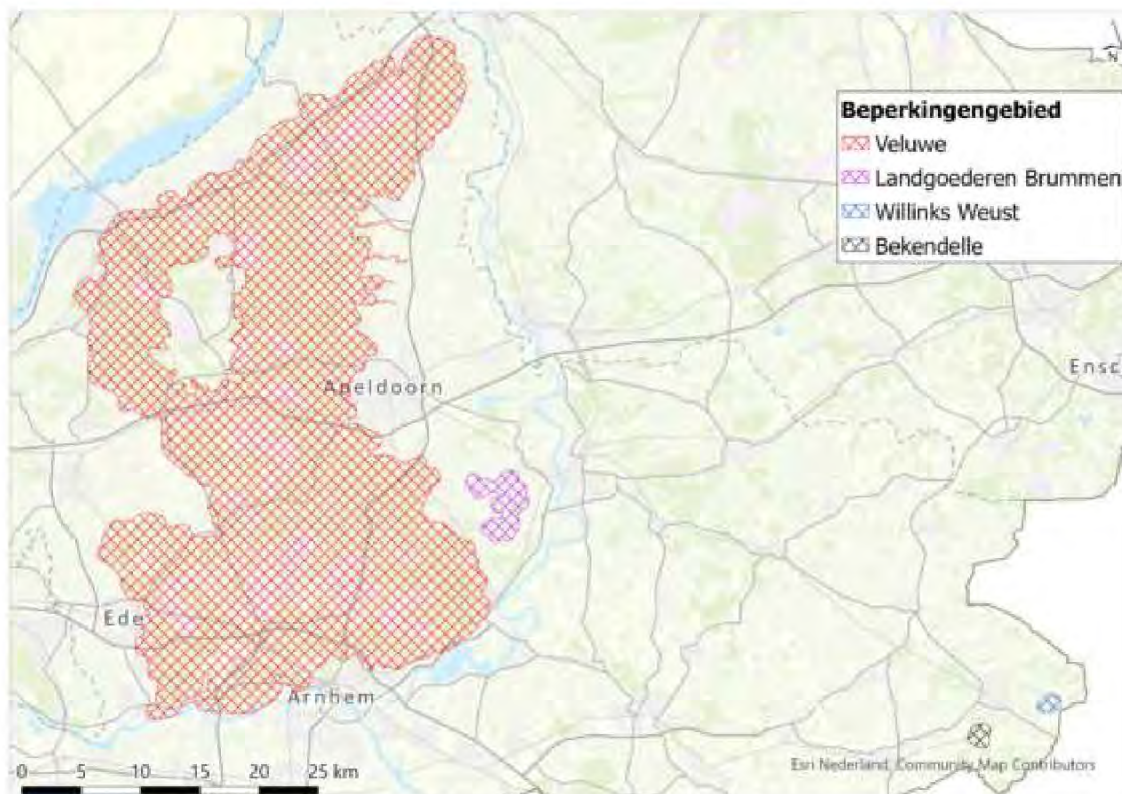 N
Beperkingengebied
Veluwe
Landgoederen Brummen
Willinks Weust
Bekendelle
Apeldoorn
Ensc
Ede
Arnhem
0 5 10 15 20 25 km
Esri Nederland, Community Map Contributors